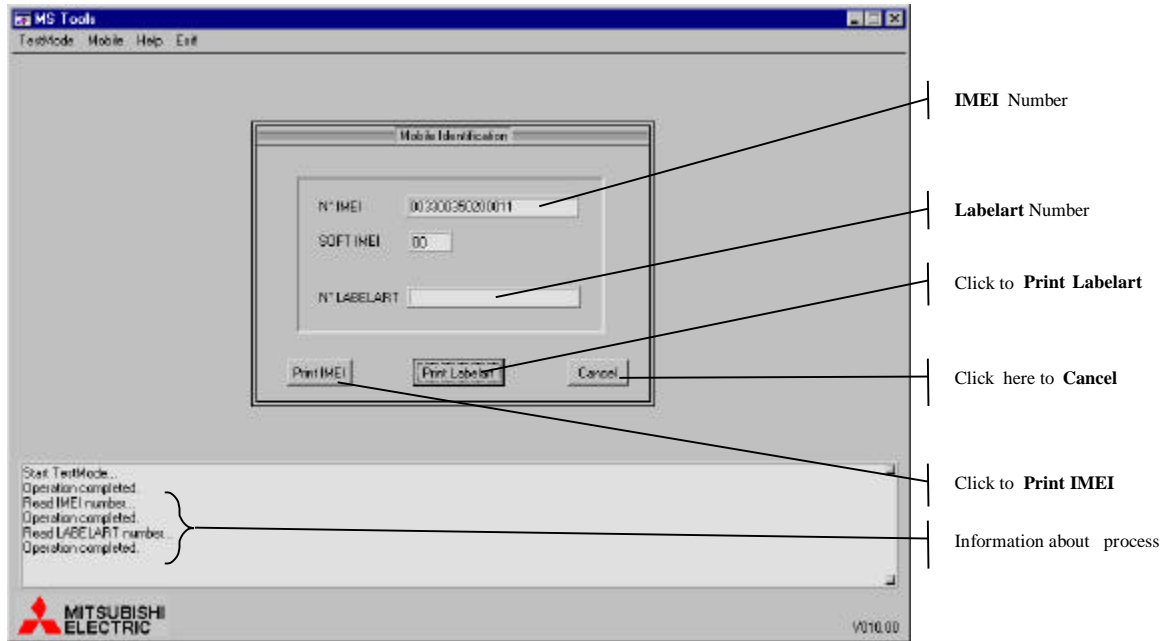 MS Tools
TestMode Mobile Help Exit
Mobile Identification
N° IMEI 003300350200011
SOFT IMEI 00
N° LABELART
Print IMEI Print Labelart Cancel
Start TestMode...
Operation completed.
Read IMEI number...
Operation completed.
Read LABELART number...
Operation completed.
MITSUBISHI
ELECTRIC
V016.00
IMEI Number
Labelart Number
Click to Print Labelart
Click here to Cancel
Click to Print IMEI
Information about process